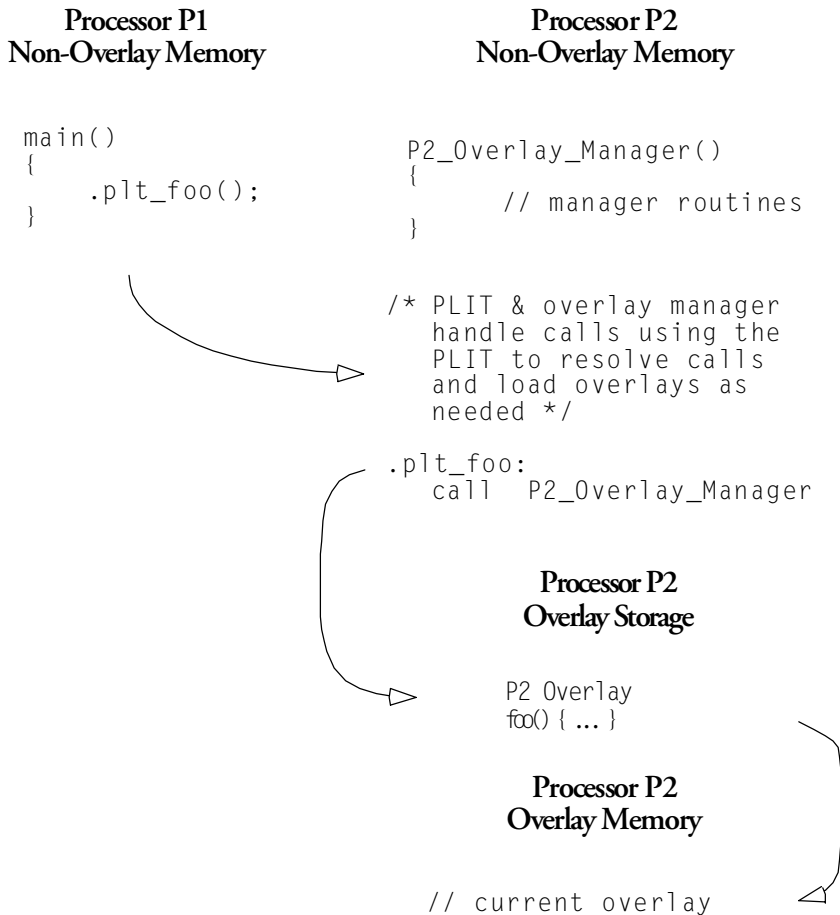 Processor P1
Non-Overlay Memory
main()
{
.plt_foo();
}
Processor P2
Non-Overlay Memory
P2_Overlay_Manager()
{
// manager routines
}
/* PLIT & overlay manager
handle calls using the
PLIT to resolve calls
and load overlays as
needed */
.plt_foo:
call P2_Overlay_Manager
Processor P2
Overlay Storage
P2 Overlay
foo() { ... }
Processor P2
Overlay Memory
// current overlay